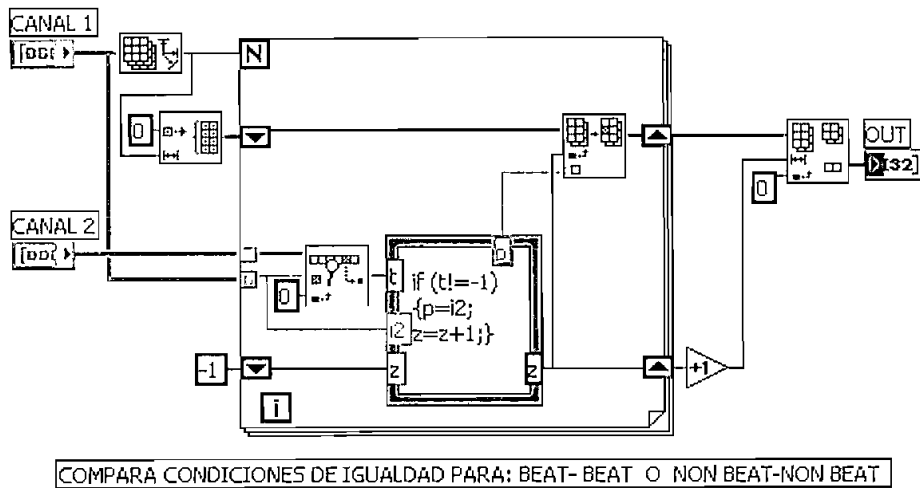 CANAL 1
N
0
OUT
[32]
0
CANAL 2
t
p
if (t!=-1)
{p=i2;
z=z+1;}
0
i2
z
z
-1
+1
i
COMPARA CONDICIONES DE IGUALDAD PARA: BEAT- BEAT O NON BEAT-NON BEAT